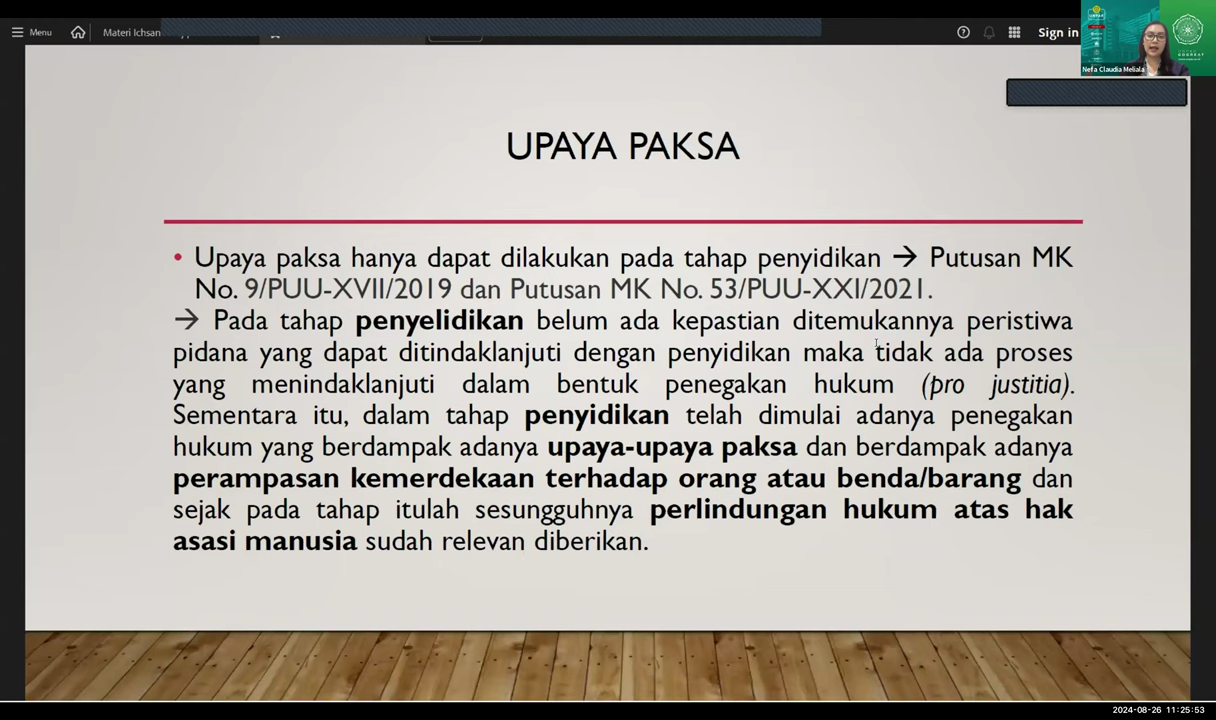 Menu
Materi Ichsan
Sign in
Nefa Claudia Meliala
UPAYA PAKSA
• Upaya paksa hanya dapat dilakukan pada tahap penyidikan → Putusan MK
No. 9/PUU-XVII/2019 dan Putusan MK No. 53/PUU-XXI/2021.
→ Pada tahap penyelidikan belum ada kepastian ditemukannya peristiwa
pidana yang dapat ditindaklanjuti dengan penyidikan maka tidak ada proses
yang menindaklanjuti dalam bentuk penegakan hukum (pro justitia).
Sementara itu, dalam tahap penyidikan telah dimulai adanya penegakan
hukum yang berdampak adanya upaya-upaya paksa dan berdampak adanya
perampasan kemerdekaan terhadap orang atau benda/barang dan
sejak pada tahap itulah sesungguhnya perlindungan hukum atas hak
asasi manusia sudah relevan diberikan.
2024-08-26 11:25:53